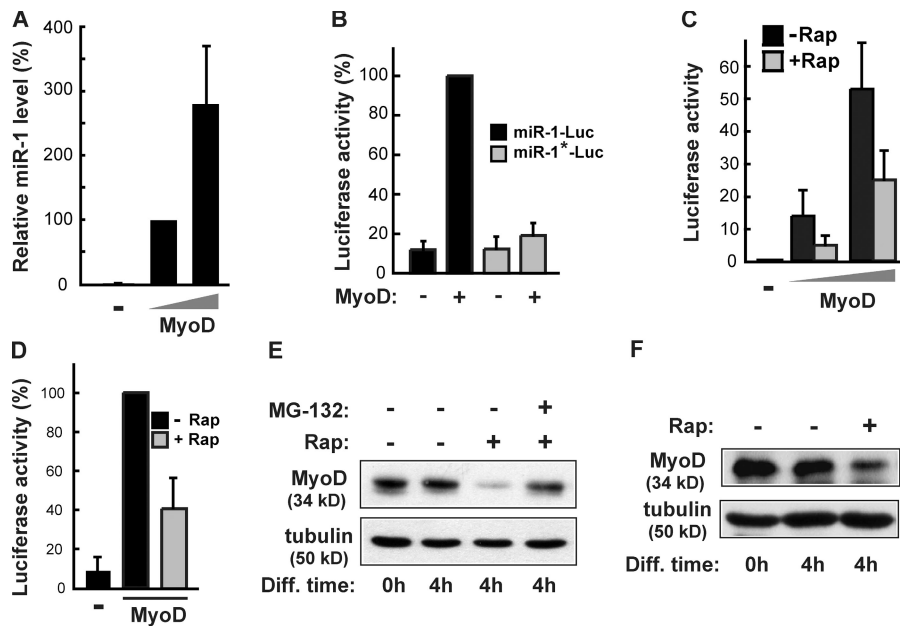 A
Relative miR-1 level (%)
400
300
200
100
0
-
MyoD
B
Luciferase activity (%)
100
80
60
40
20
0
miR-1-Luc
miR-1*-Luc
MyoD: - + - +
C
-Rap
+Rap
Luciferase activity
60
50
40
30
20
10
0
-
MyoD
D
Luciferase activity (%)
100
80
60
40
20
0
- Rap
+ Rap
-
MyoD
E
MG-132: - - - +
Rap: - - + +
MyoD
(34 kD)
tubulin
(50 kD)
Diff. time: 0h 4h 4h 4h
F
Rap: - - +
MyoD
(34 kD)
tubulin
(50 kD)
Diff. time: 0h 4h 4h